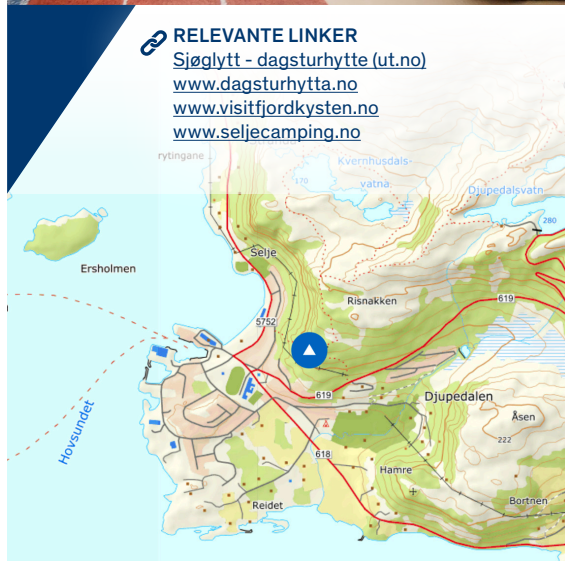 RELEVANTE LINKER
Sjøglytt - dagsturhytte (ut.no)
www.dagsturhytta.no
www.visitfjordkysten.no
www.seljecamping.no
rytingane
Kvernhusdals-
vatna
170
Djupedalsvatn
280
Ersholmen
Selje
Risnakken
619
5752
619
Djupedalen
Åsen
222
Hovsundet
618
Hamre
Bortnen
Reidet